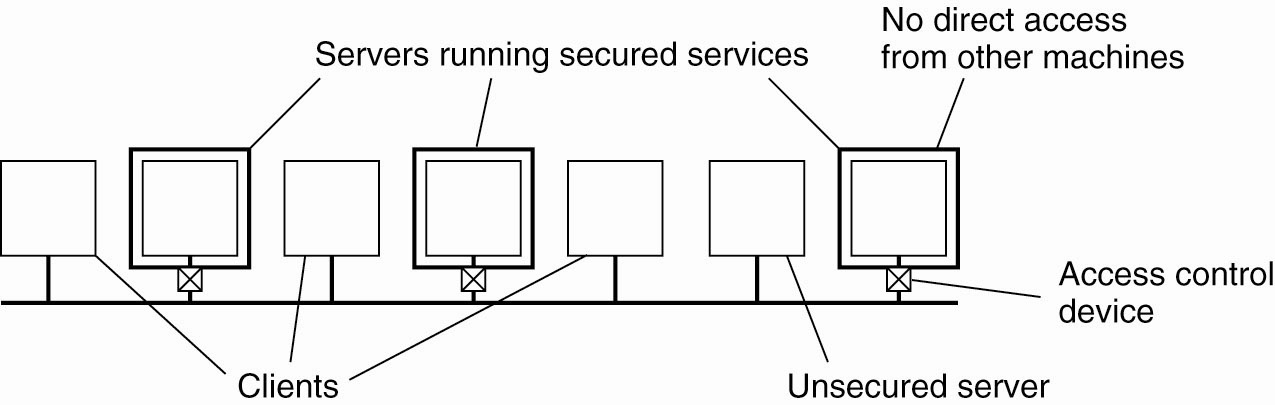 No direct access
from other machines
Servers running secured services
Access control
device
Clients
Unsecured server